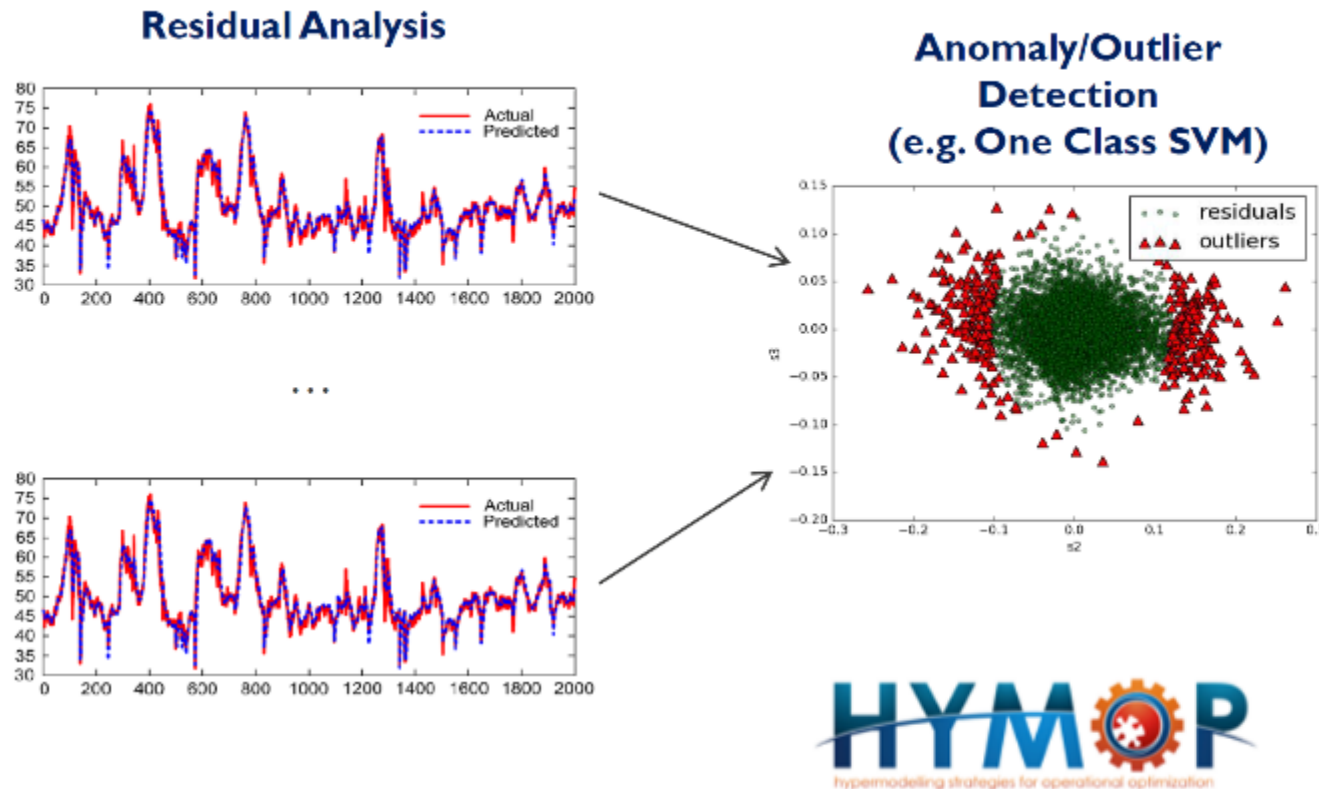 Residual Analysis
80
75
70
65
60
55
50
45
40
35
30
0 200 400 600 800 1000 1200 1400 1600 1800 2000
Actual
Predicted
...
80
75
70
65
60
55
50
45
40
35
30
0 200 400 600 800 1000 1200 1400 1600 1800 2000
Actual
Predicted
Anomaly/Outlier
Detection
(e.g. One Class SVM)
0.15
0.10
0.05
0.00
−0.05
−0.10
−0.15
−0.20
s3
−0.3 −0.2 −0.1 0.0 0.1 0.2
s2
residuals
outliers
HYMOP
hypermodelling strategies for operational optimization